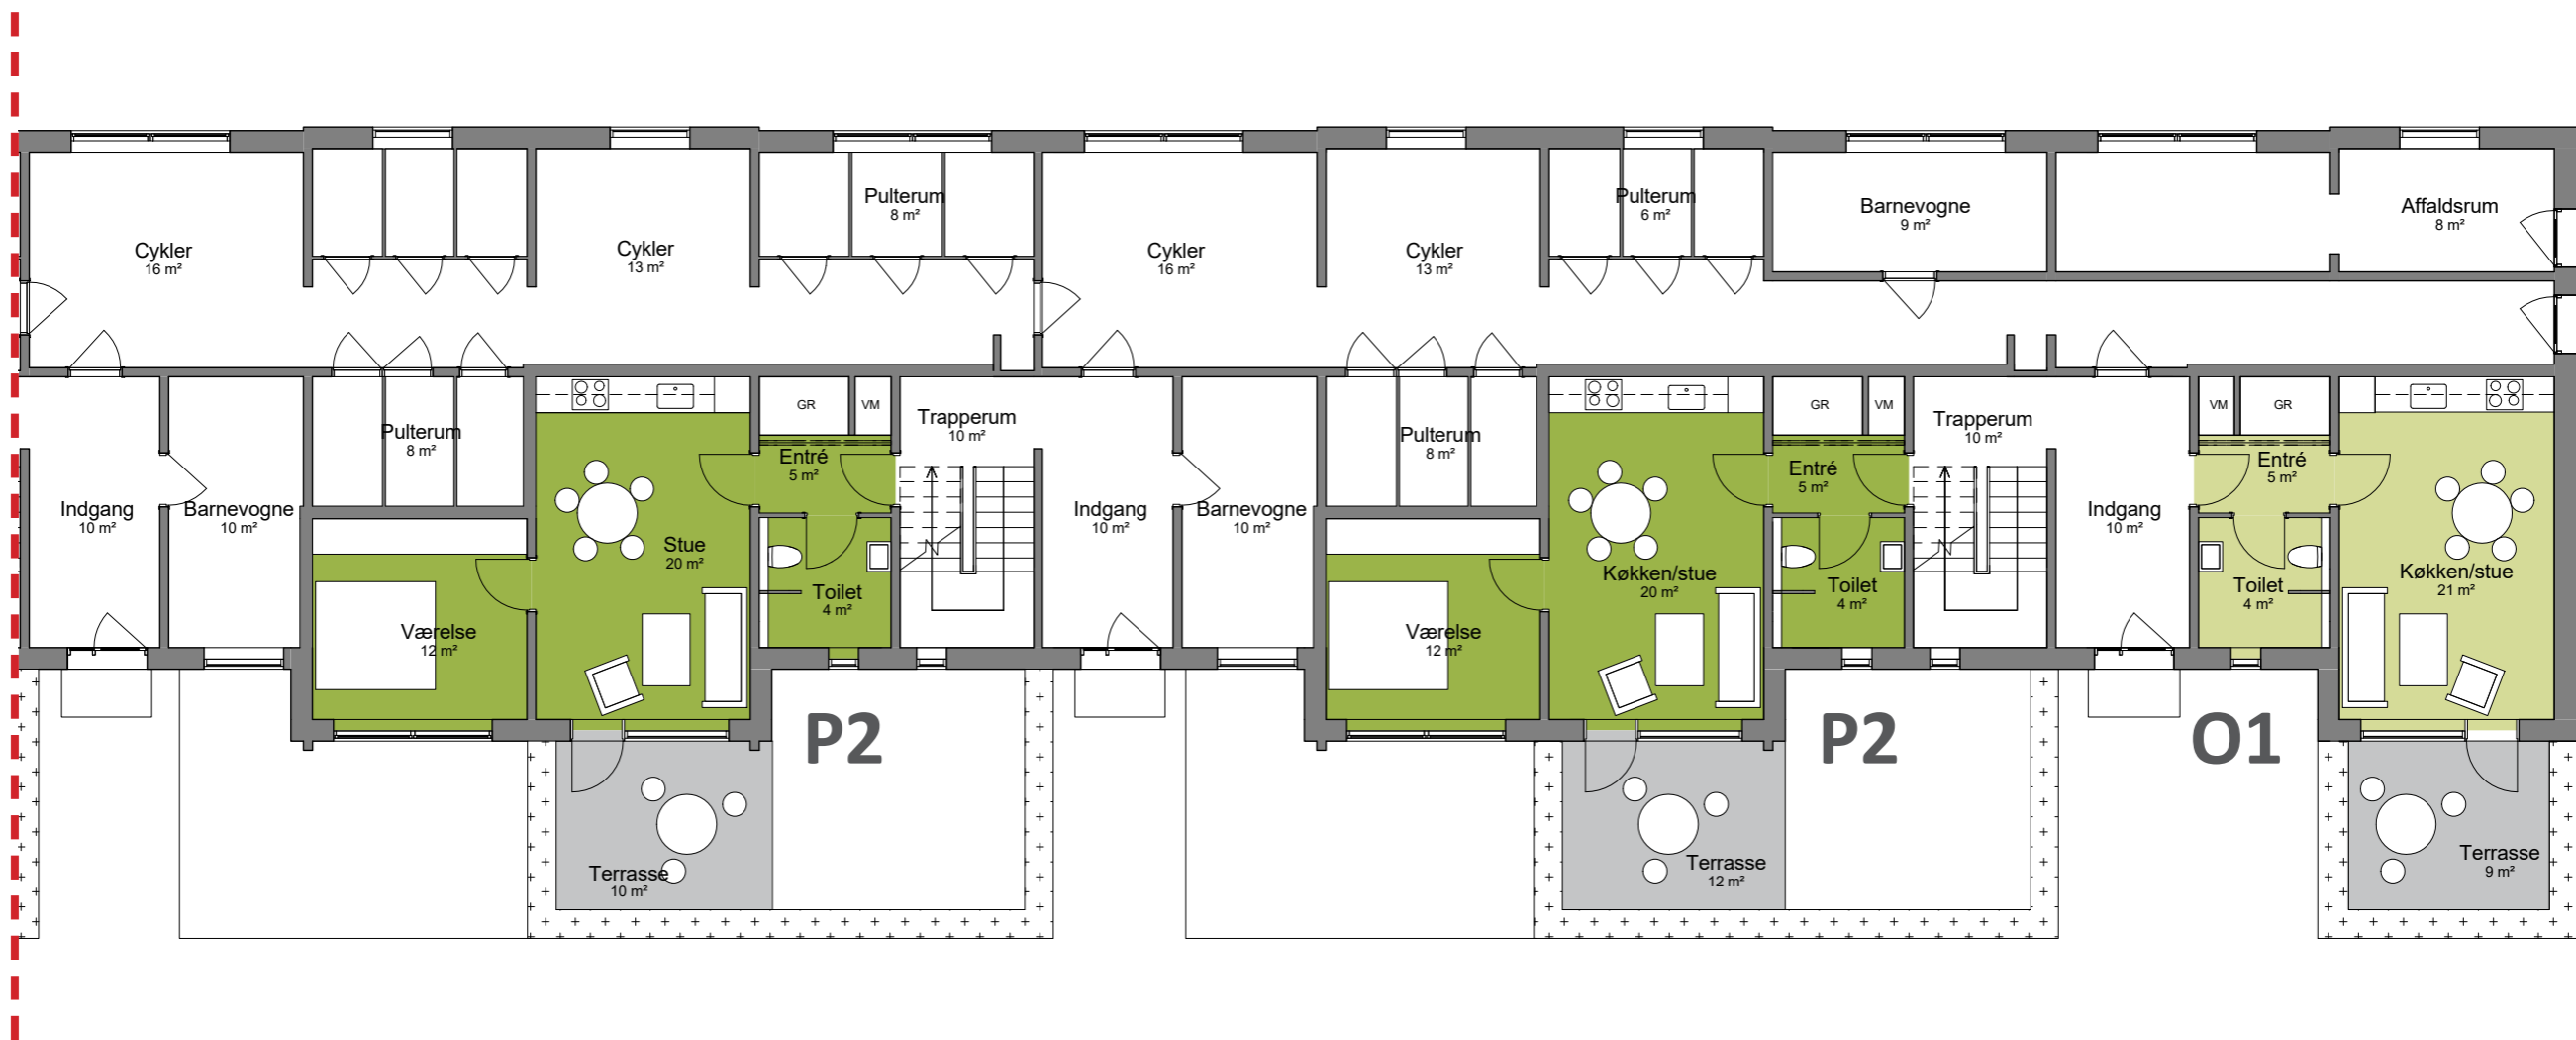 Cykler
16 m²
Cykler
13 m²
Pulterum
8 m²
Cykler
16 m²
Cykler
13 m²
Pulterum
6 m²
Barnevogne
9 m²
Affaldsrum
8 m²
Indgang
10 m²
Barnevogne
10 m²
Pulterum
8 m²
Værelse
12 m²
Stue
20 m²
GR
VM
Entré
5 m²
Toilet
4 m²
Trapperum
10 m²
Terrasse
10 m²
P2
Indgang
10 m²
Barnevogne
10 m²
Pulterum
8 m²
Værelse
12 m²
Køkken/stue
20 m²
GR
VM
Entré
5 m²
Toilet
4 m²
Trapperum
10 m²
Terrasse
12 m²
P2
Indgang
10 m²
VM
GR
Entré
5 m²
Toilet
4 m²
Køkken/stue
21 m²
O1
Terrasse
9 m²